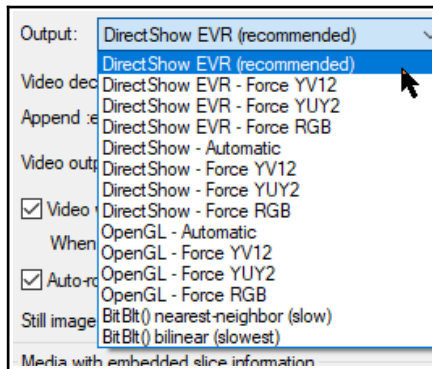 Output: DirectShow EVR (recommended)
DirectShow EVR (recommended)
Video dec
DirectShow EVR - Force YV12
DirectShow EVR - Force YUY2
Append :e
DirectShow EVR - Force RGB
DirectShow - Automatic
Video outp
DirectShow - Force YV12
DirectShow - Force YUY2
Video w
DirectShow - Force RGB
OpenGL - Automatic
When
OpenGL - Force YV12
OpenGL - Force YUY2
Auto-ro
OpenGL - Force RGB
Still image
BitBlt() nearest-neighbor (slow)
BitBlt() bilinear (slowest)
Media with embedded slice information